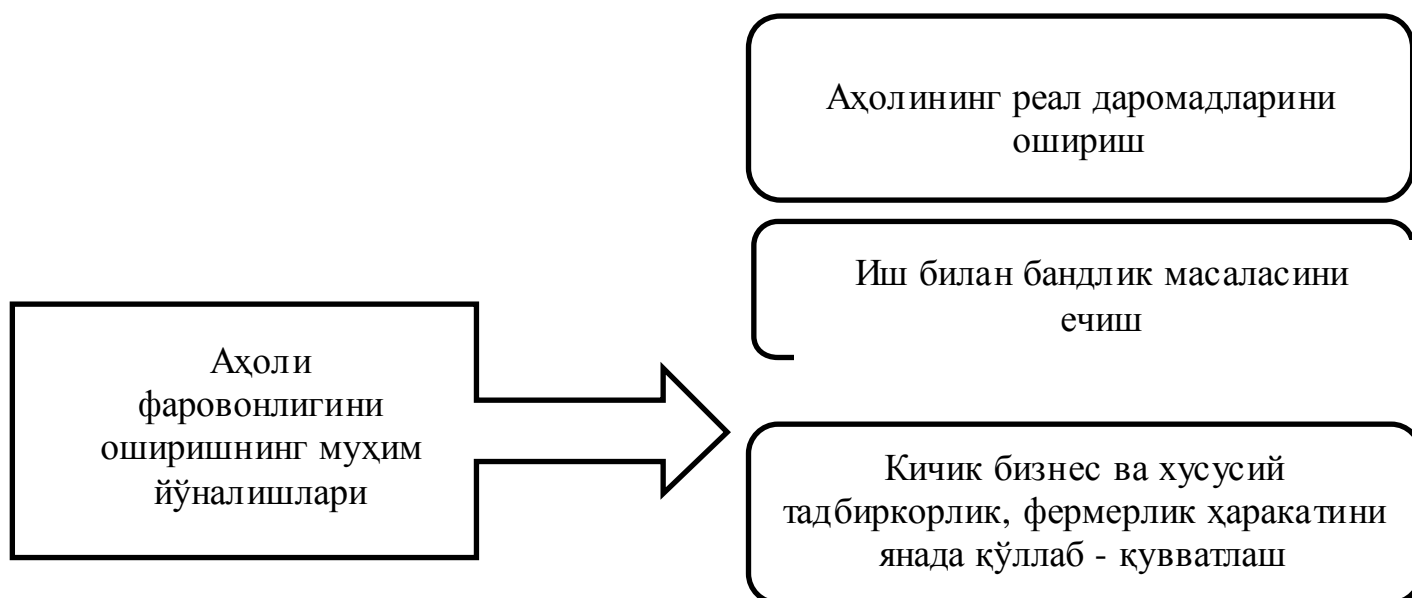 Аҳолининг реал даромадларини
ошириш
Иш билан бандлик масаласини
ечиш
Аҳоли
фаровонлигини
оширишнинг муҳим
йўналишлари
Кичик бизнес ва хусусий
тадбиркорлик, фермерлик ҳаракатини
янада қўллаб - қувватлаш